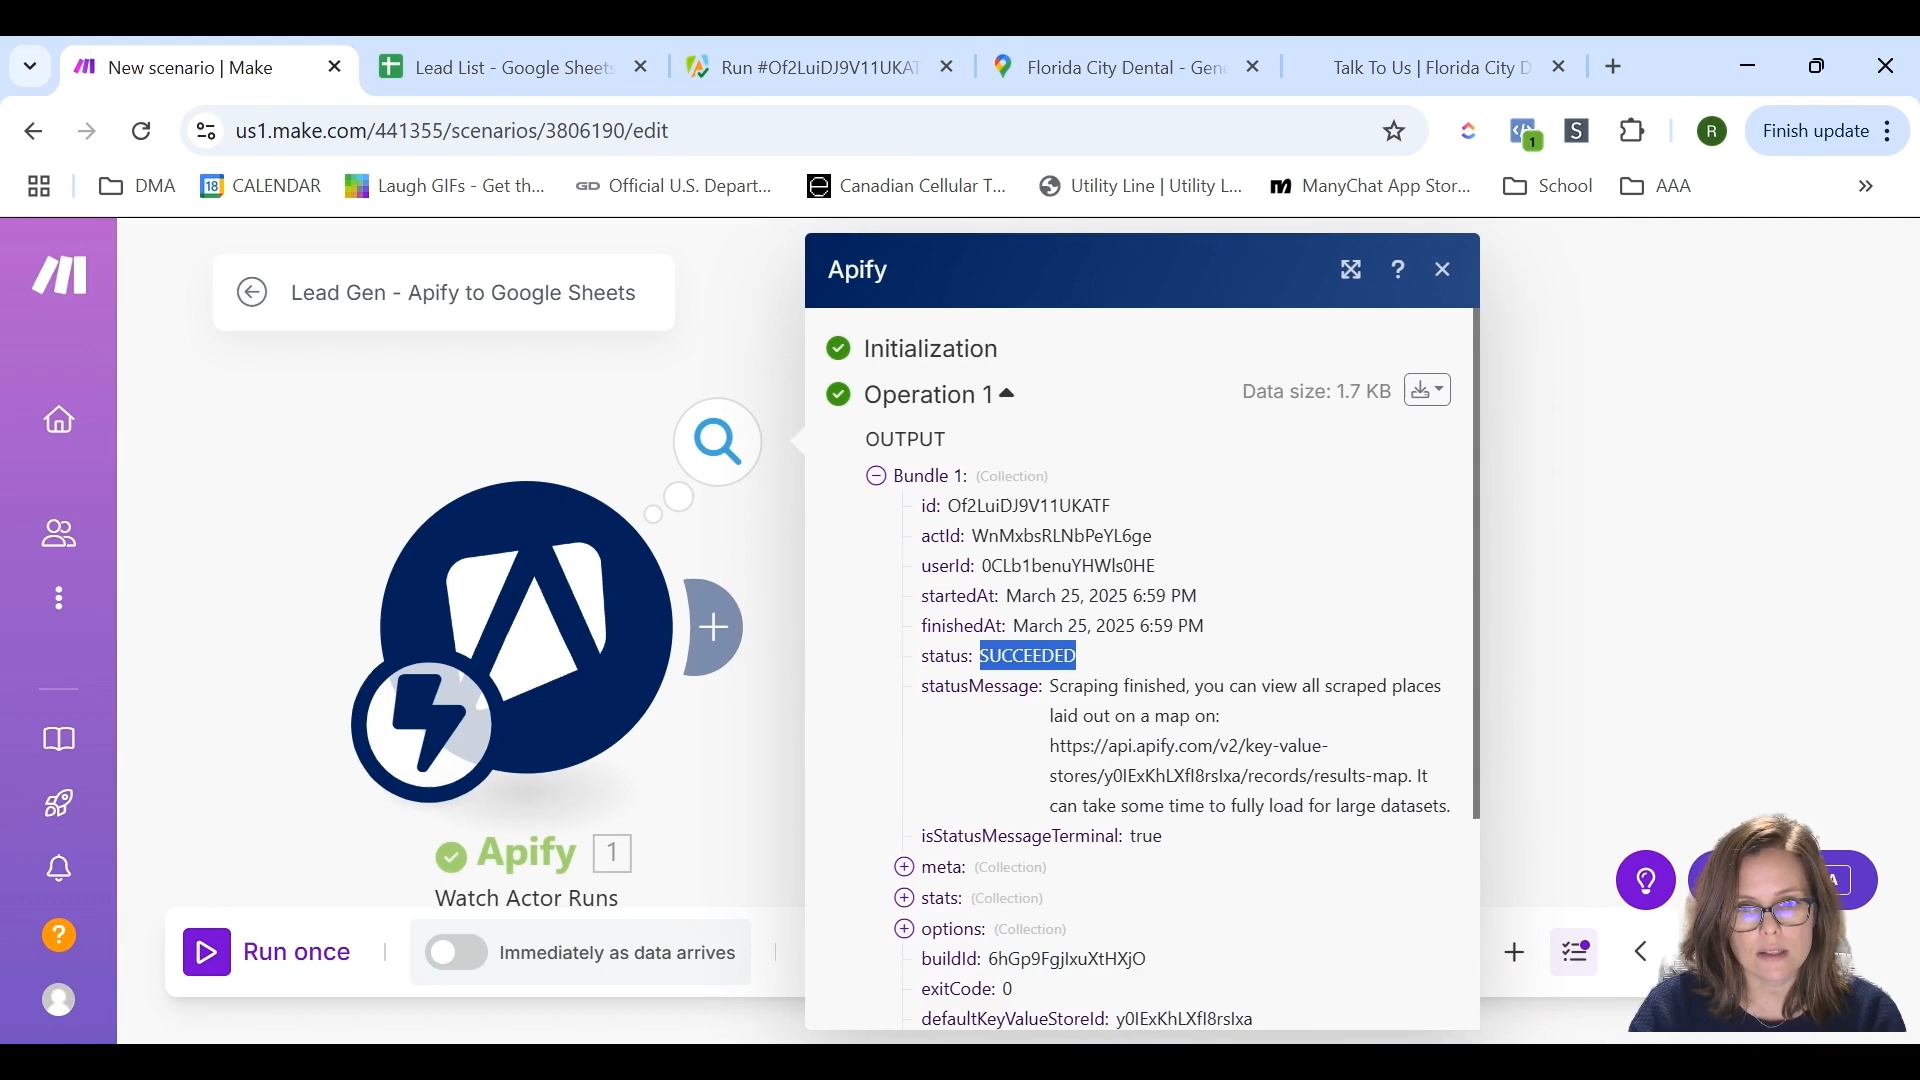 New scenario | Make
Lead List - Google Sheets
Run #Of2LuiDJ9V11UKAT
Florida City Dental - Gen
Talk To Us | Florida City D
us1.make.com/441355/scenarios/3806190/edit
1
S
R
Finish update
DMA
18
CALENDAR
Laugh GIFs - Get th...
GD
Official U.S. Depart...
Canadian Cellular T...
Utility Line | Utility L...
ManyChat App Stor...
School
AAA
Lead Gen - Apify to Google Sheets
Apify
?
Initialization
Operation 1
Data size: 1.7 KB
OUTPUT
Bundle 1: (Collection)
id: Of2LuiDJ9V11UKATF
actId: WnMxbsRLNbPeYL6ge
userId: 0CLb1benuYHWls0HE
startedAt: March 25, 2025 6:59 PM
finishedAt: March 25, 2025 6:59 PM
status: SUCCEEDED
statusMessage: Scraping finished, you can view all scraped places
laid out on a map on:
https://api.apify.com/v2/key-value-
stores/y0IExKhLXfI8rsIxa/records/results-map. It
can take some time to fully load for large datasets.
isStatusMessageTerminal: true
meta: (Collection)
stats: (Collection)
options: (Collection)
buildId: 6hGp9FgjIxuXtHXjO
exitCode: 0
defaultKeyValueStoreId: y0IExKhLXfI8rsIxa
Apify 1
Watch Actor Runs
Run once
Immediately as data arrives
?
A